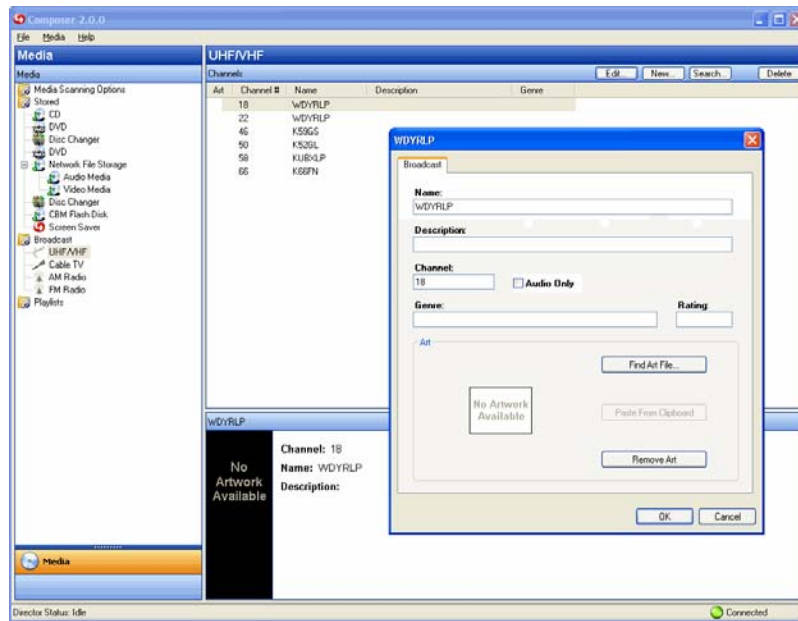 Composer 2.0.0
File Media Help
Media
UHF/VHF
Media
Channels
Edit... New... Search... Delete
Media Scanning Options
Stored
CD
DVD
Disc Changer
DVD
Network File Storage
Audio Media
Video Media
Disc Changer
CBM Flash Disk
Screen Saver
Broadcast
UHF/VHF
Cable TV
AM Radio
FM Radio
Playlists
Art Channel # Name Description Genre
18 WDYRLP
22 WDYRLP
46 K59GS
50 K52GL
58 KUBXLP
66 K66FN
WDYRLP
Broadcast
Name:
WDYRLP
Description:
Channel:
18
Audio Only
Genre:
Rating:
Art
Find Art File...
No Artwork
Available
Paste From Clipboard
Remove Art
OK Cancel
WDYRLP
No
Artwork
Available
Channel: 18
Name: WDYRLP
Description:
Media
Director Status: Idle
Connected